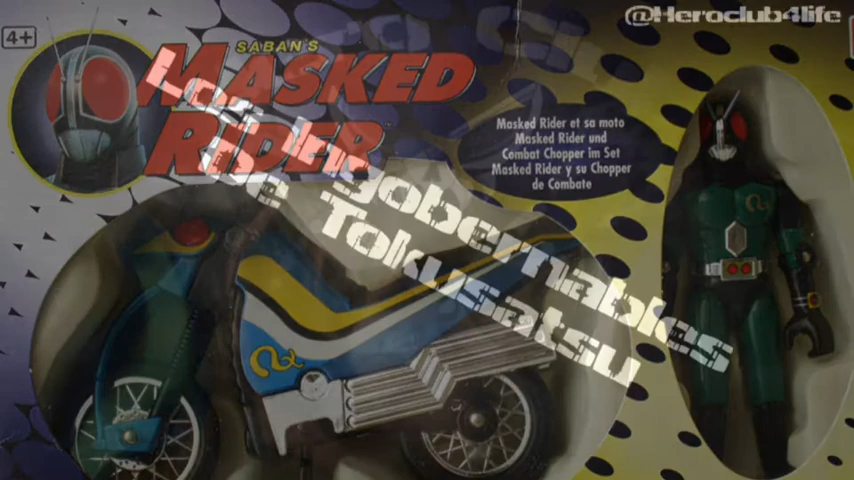 @Heroclub4life
4+
SABAN'S
MASKED
RIDER
Masked Rider et sa moto
Masked Rider und
Combat Chopper im Set
Masked Rider y su Chopper
de Combate
Los Ingobernables
De Tokusatsu